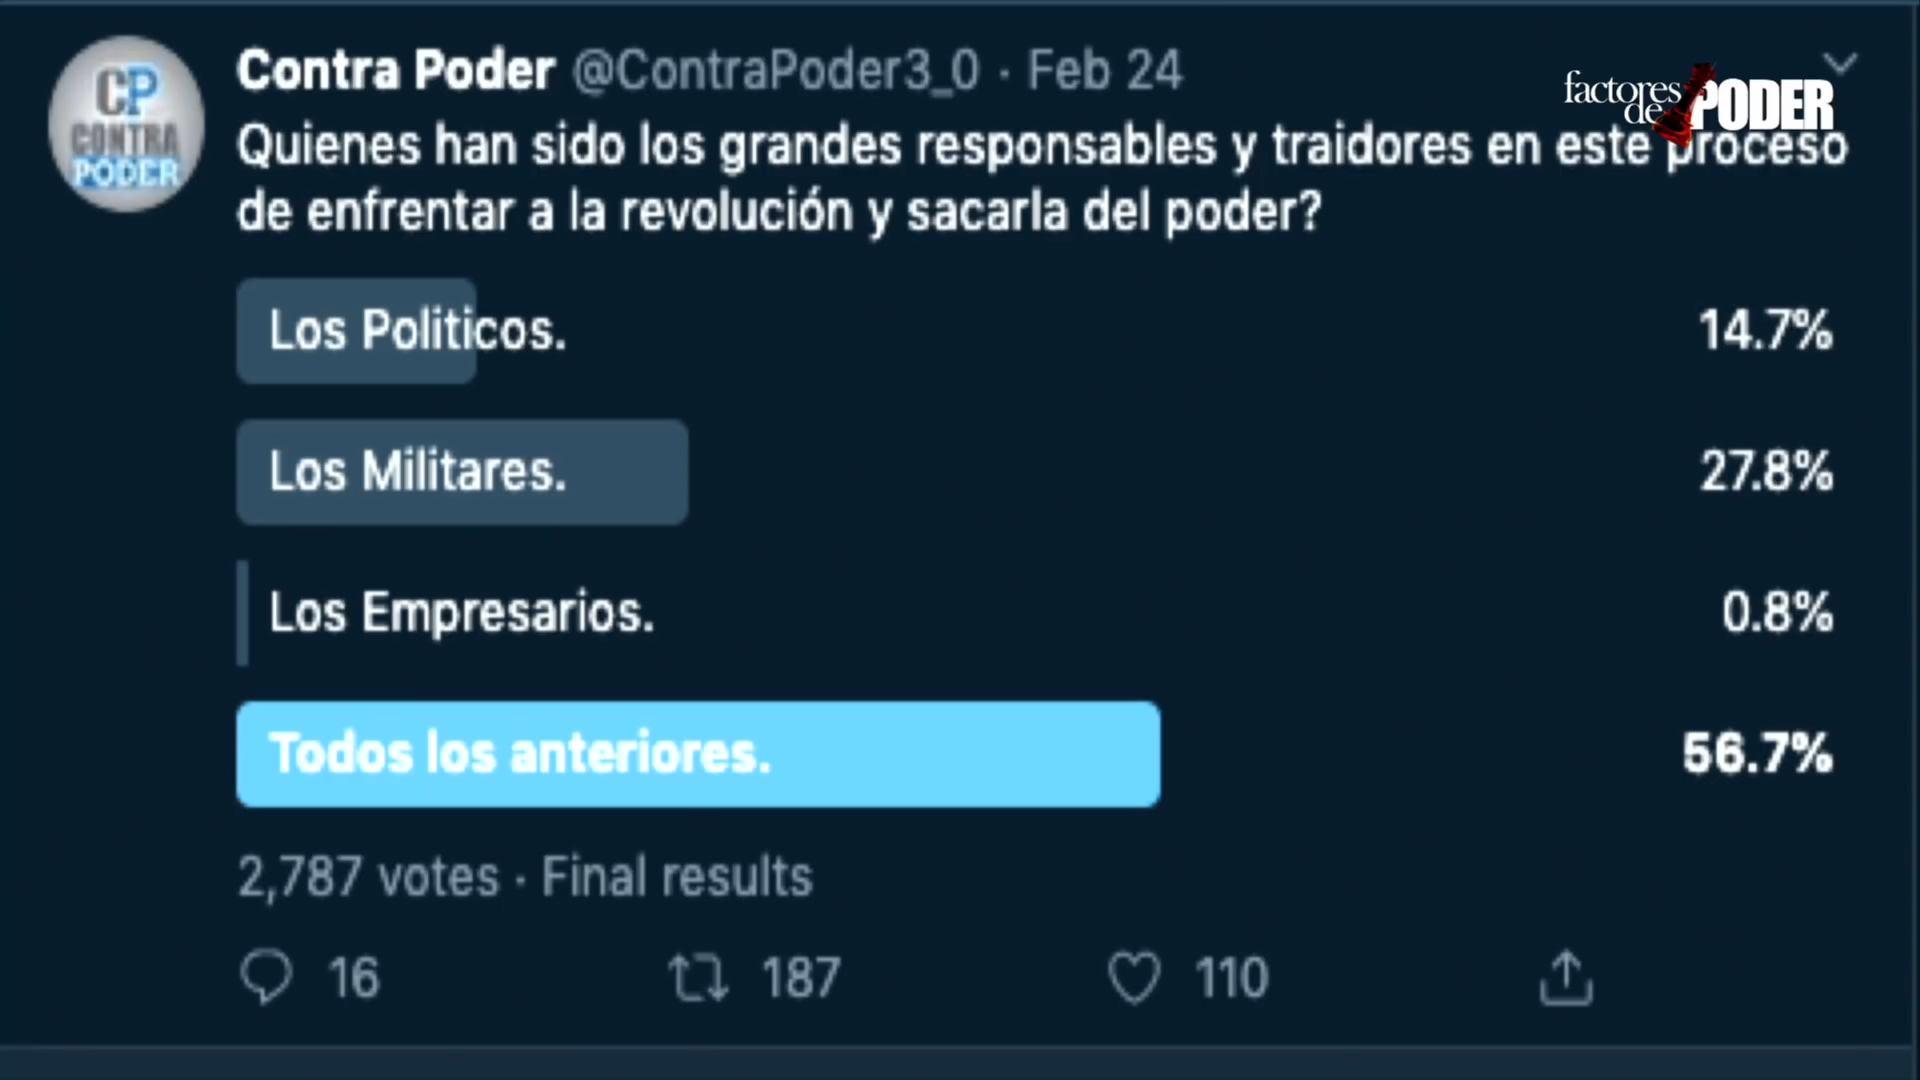 Contra Poder @ContraPoder3_0 · Feb 24
factores de PODER
CP
CONTRA
PODER
Quienes han sido los grandes responsables y traidores en este proceso
de enfrentar a la revolución y sacarla del poder?
Los Politicos. 14.7%
Los Militares. 27.8%
Los Empresarios. 0.8%
Todos los anteriores. 56.7%
2,787 votes · Final results
16 187 110